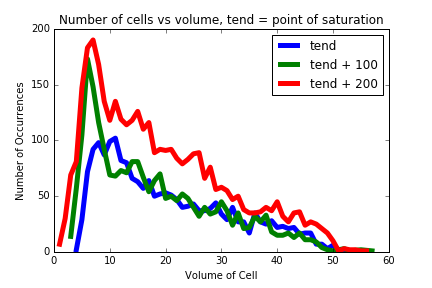 Number of cells vs volume, tend = point of saturation
200
150
100
50
0
Number of Occurrences
tend
tend + 100
tend + 200
0 10 20 30 40 50 60
Volume of Cell